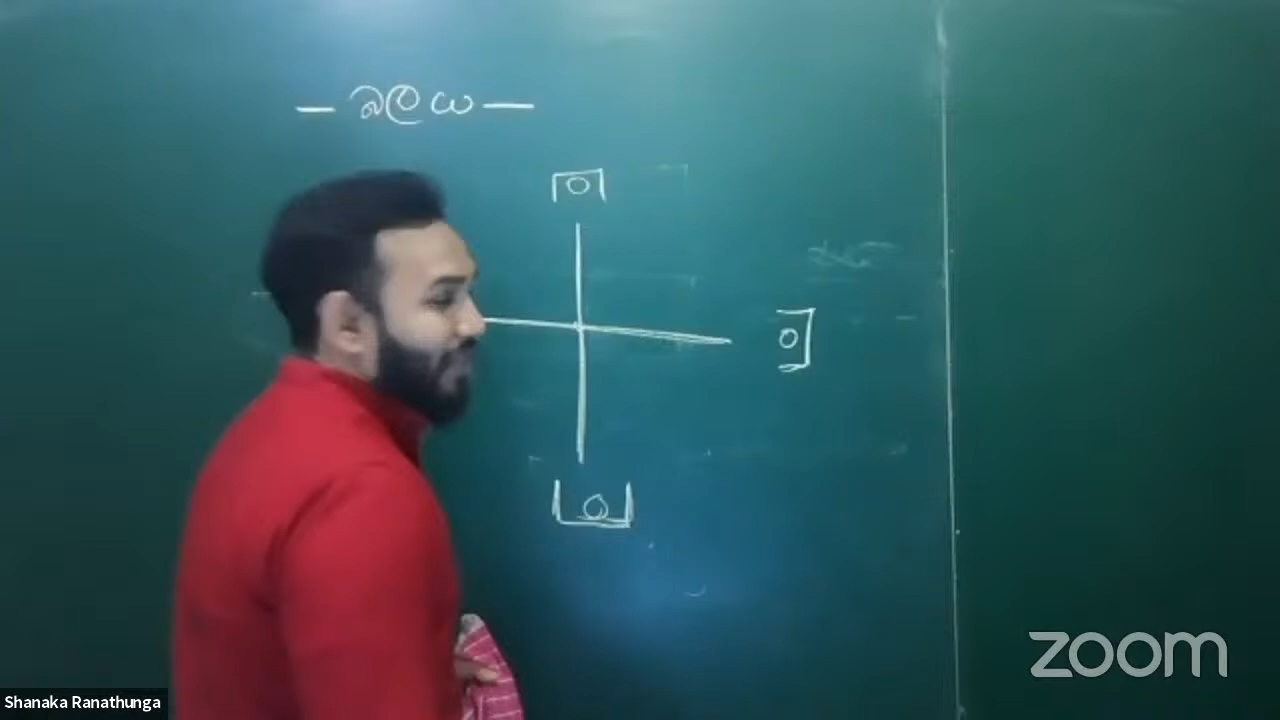 — බලය —
zoom
Shanaka Ranathunga